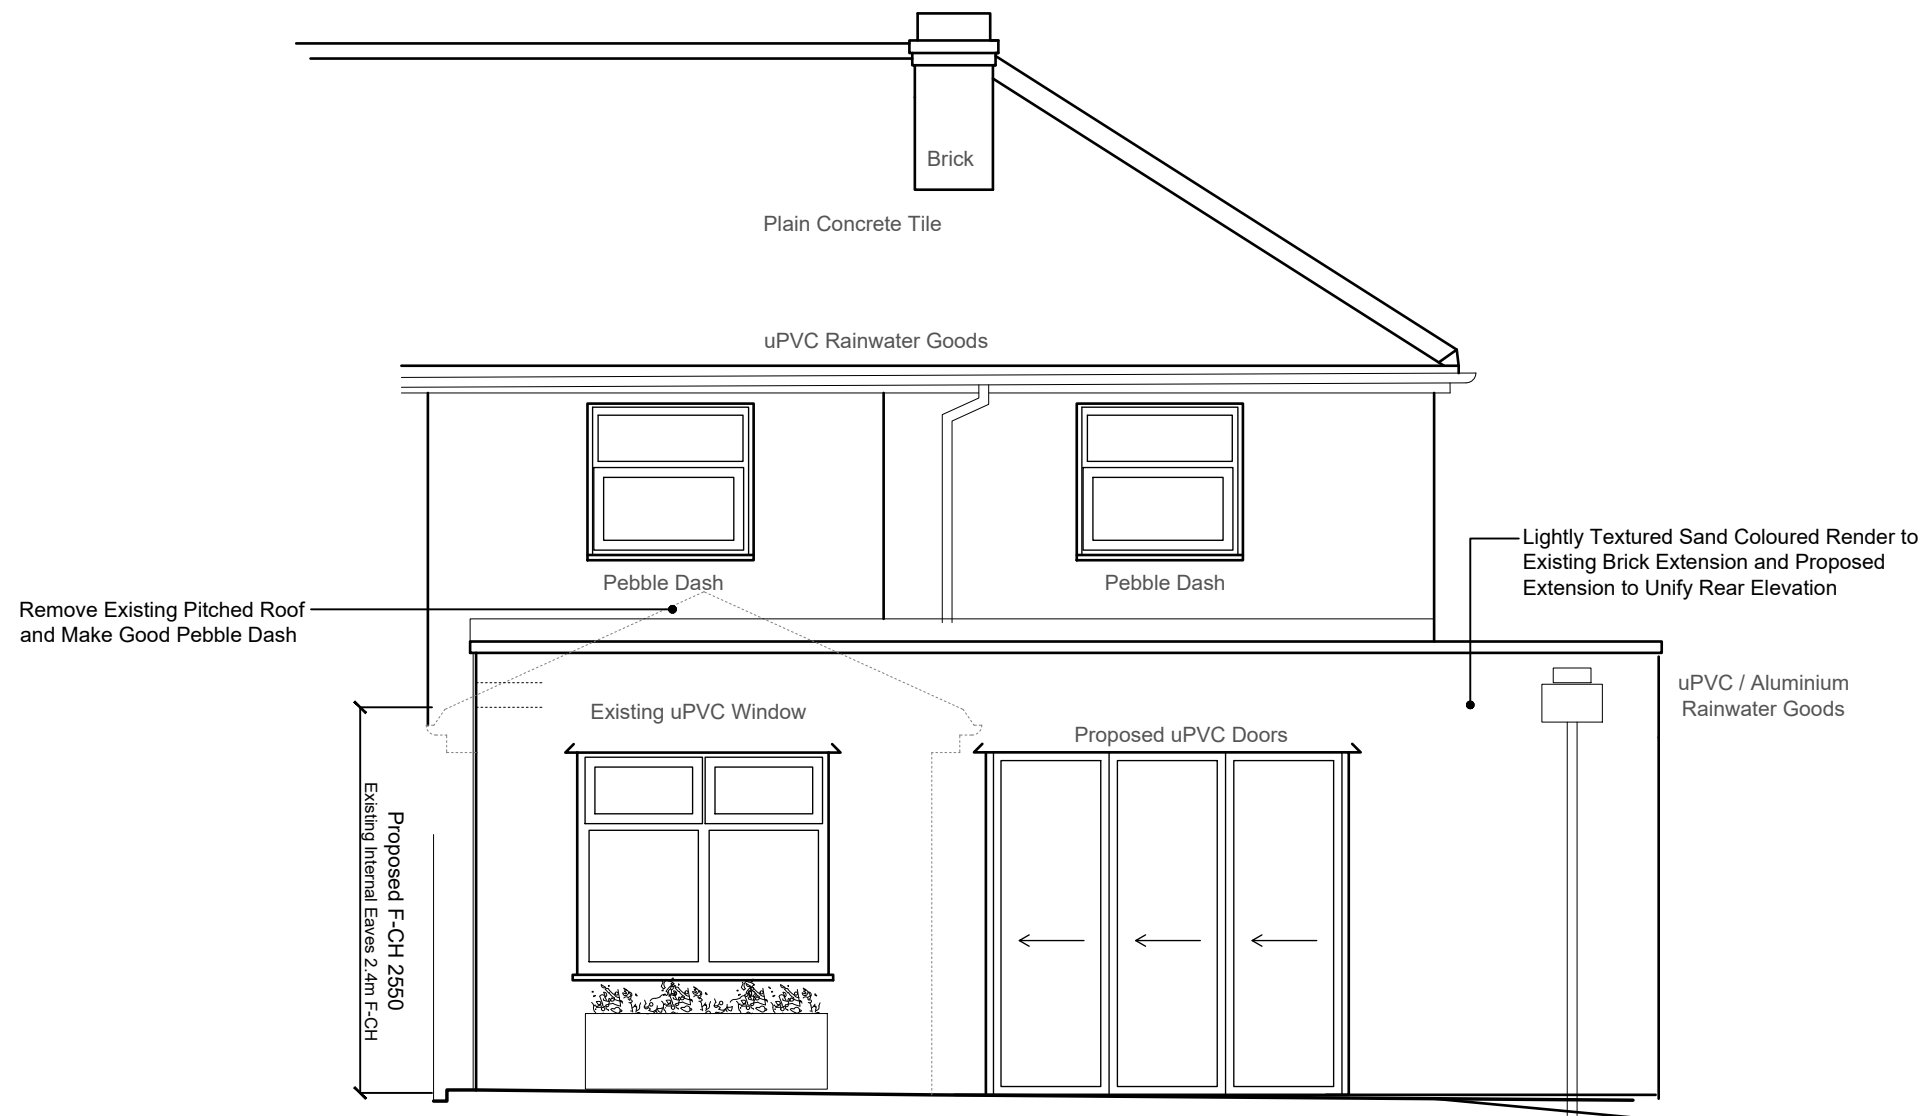 Brick
Plain Concrete Tile
uPVC Rainwater Goods
Pebble Dash
Pebble Dash
Lightly Textured Sand Coloured Render to
Existing Brick Extension and Proposed
Extension to Unify Rear Elevation
Remove Existing Pitched Roof
and Make Good Pebble Dash
uPVC / Aluminium
Rainwater Goods
Existing uPVC Window
Proposed uPVC Doors
Proposed F-CH 2550
Existing Internal Eaves 2.4m F-CH